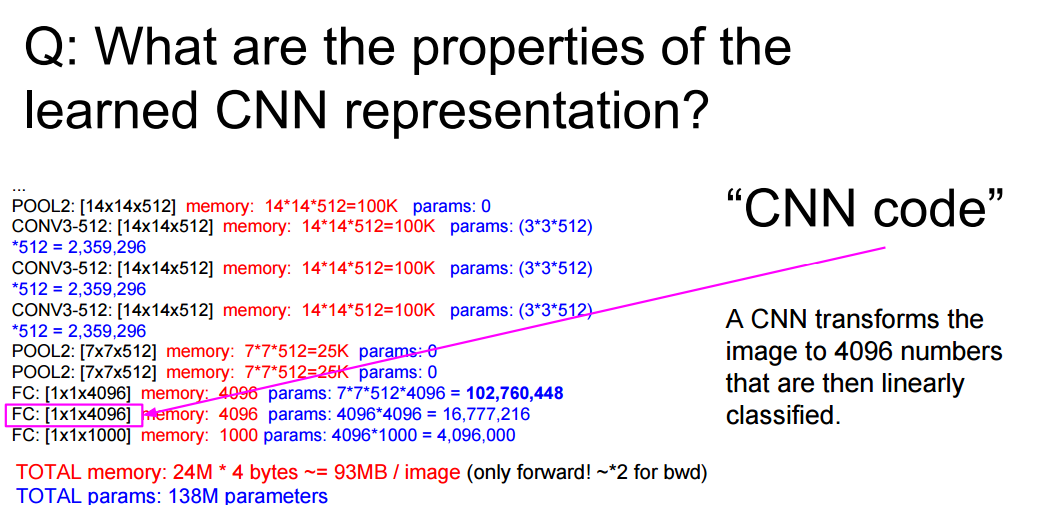 Q: What are the properties of the
learned CNN representation?
...
POOL2: [14x14x512] memory: 14*14*512=100K params: 0
CONV3-512: [14x14x512] memory: 14*14*512=100K params: (3*3*512)
*512 = 2,359,296
CONV3-512: [14x14x512] memory: 14*14*512=100K params: (3*3*512)
*512 = 2,359,296
CONV3-512: [14x14x512] memory: 14*14*512=100K params: (3*3*512)
*512 = 2,359,296
POOL2: [7x7x512] memory: 7*7*512=25K params: 0
POOL2: [7x7x512] memory: 7*7*512=25K params: 0
FC: [1x1x4096] memory: 4096 params: 7*7*512*4096 = 102,760,448
FC: [1x1x4096] memory: 4096 params: 4096*4096 = 16,777,216
FC: [1x1x1000] memory: 1000 params: 4096*1000 = 4,096,000
TOTAL memory: 24M * 4 bytes ~= 93MB / image (only forward! ~*2 for bwd)
TOTAL params: 138M parameters
“CNN code”
A CNN transforms the
image to 4096 numbers
that are then linearly
classified.